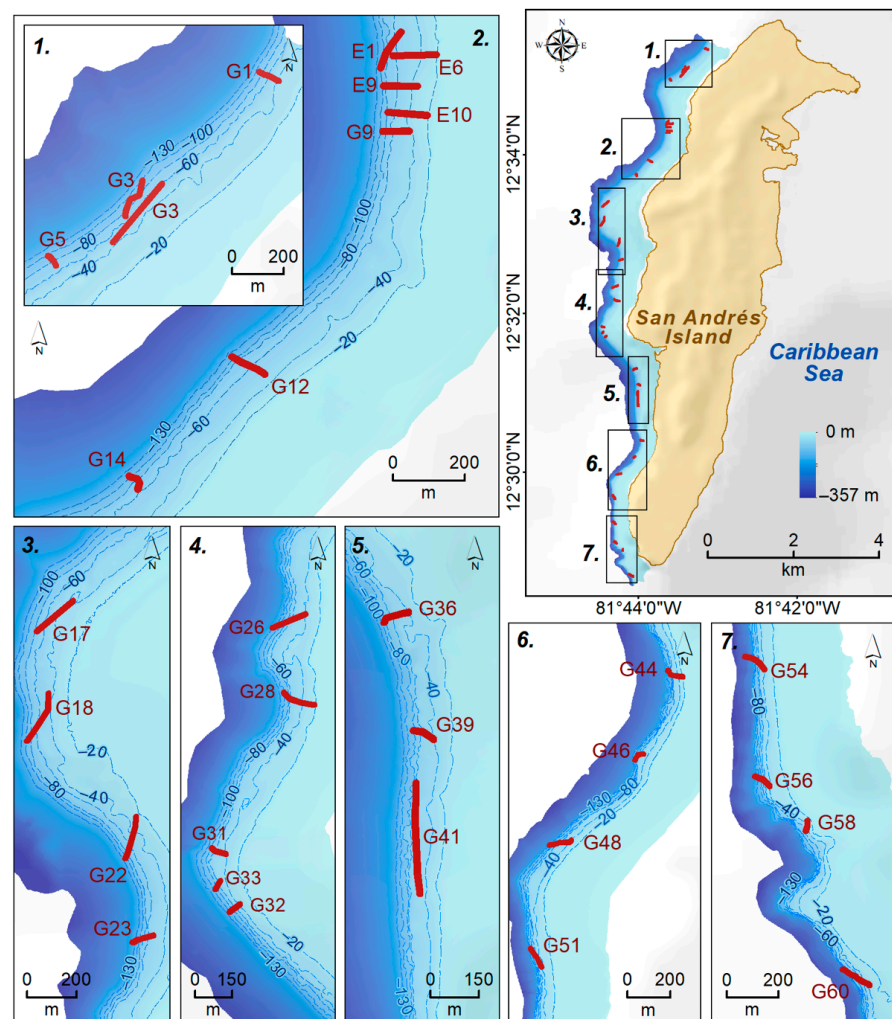 1.
G1
-130
-100
-60
G3
G3
G5
-80
-40
-20
0 200
m
N
2.
E1
E6
E9
E10
G9
-100
-80
-40
-20
G12
-130
-60
G14
N
0 200
m
N
W E
S
1.
2.
3.
4.
5.
6.
7.
12°34'0"N
12°32'0"N
12°30'0"N
San Andrés
Island
Caribbean
Sea
0 m
−357 m
0 2 4
km
81°44'0"W 81°42'0"W
3.
N
-100
-60
G17
G18
-20
-40
-80
G22
G23
-130
0 200
m
4.
N
G26
-60
G28
-40
-80
-100
G31
G33
G32
-20
-130
0 150
m
5.
N
-20
-60
-100
G36
-80
-40
G39
G41
-130
0 150
m
6.
G44
N
G46
-130
-80
-20
G48
-40
G51
0 200
m
7.
N
G54
-80
G56
-40
G58
-130
-20
-60
G60
0 200
m